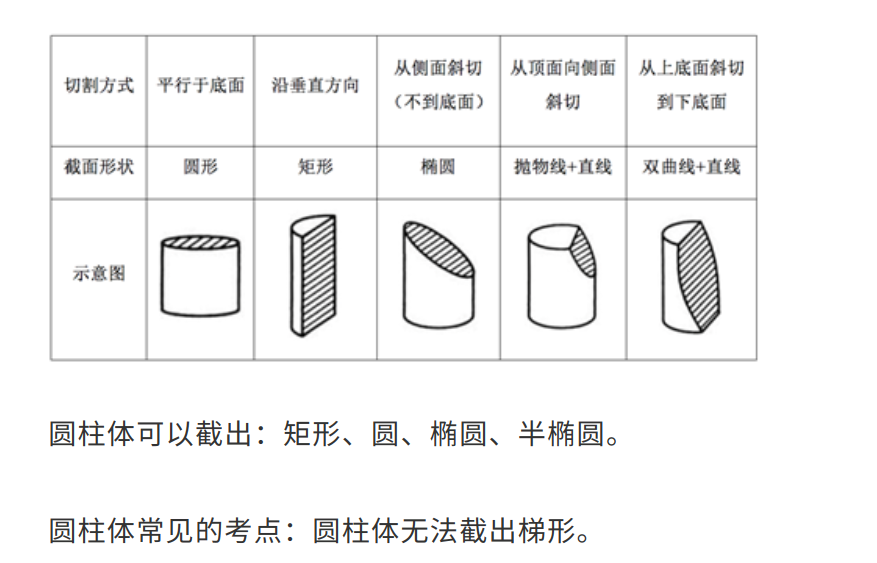 切割方式 平行于底面 沿垂直方向 从侧面斜切 (不到底面) 从顶面向侧面 斜切 从上底面斜切 到下底面
截面形状 圆形 矩形 椭圆 抛物线+直线 双曲线+直线
示意图
圆柱体可以截出：矩形、圆、椭圆、半椭圆。
圆柱体常见的考点：圆柱体无法截出梯形。